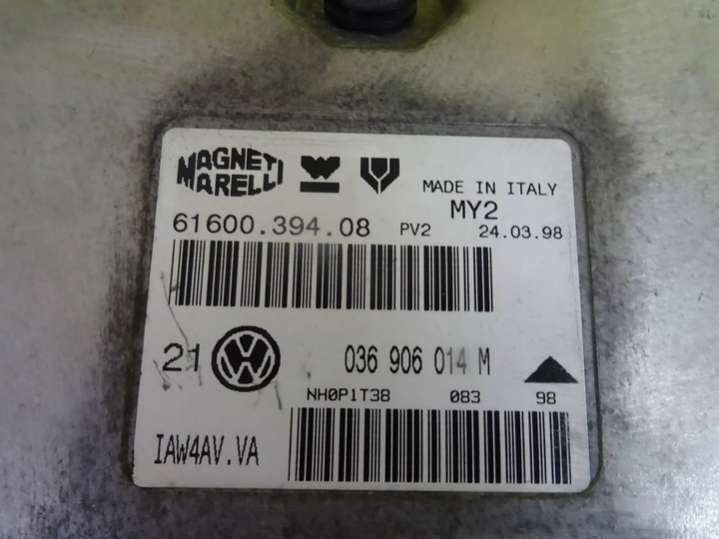 MAGNETI MARELLI
MADE IN ITALY
MY2
61600.394.08 PV2 24.03.98
21 036 906 014 M
NH0P1T38 083 98
IAW4AV.VA